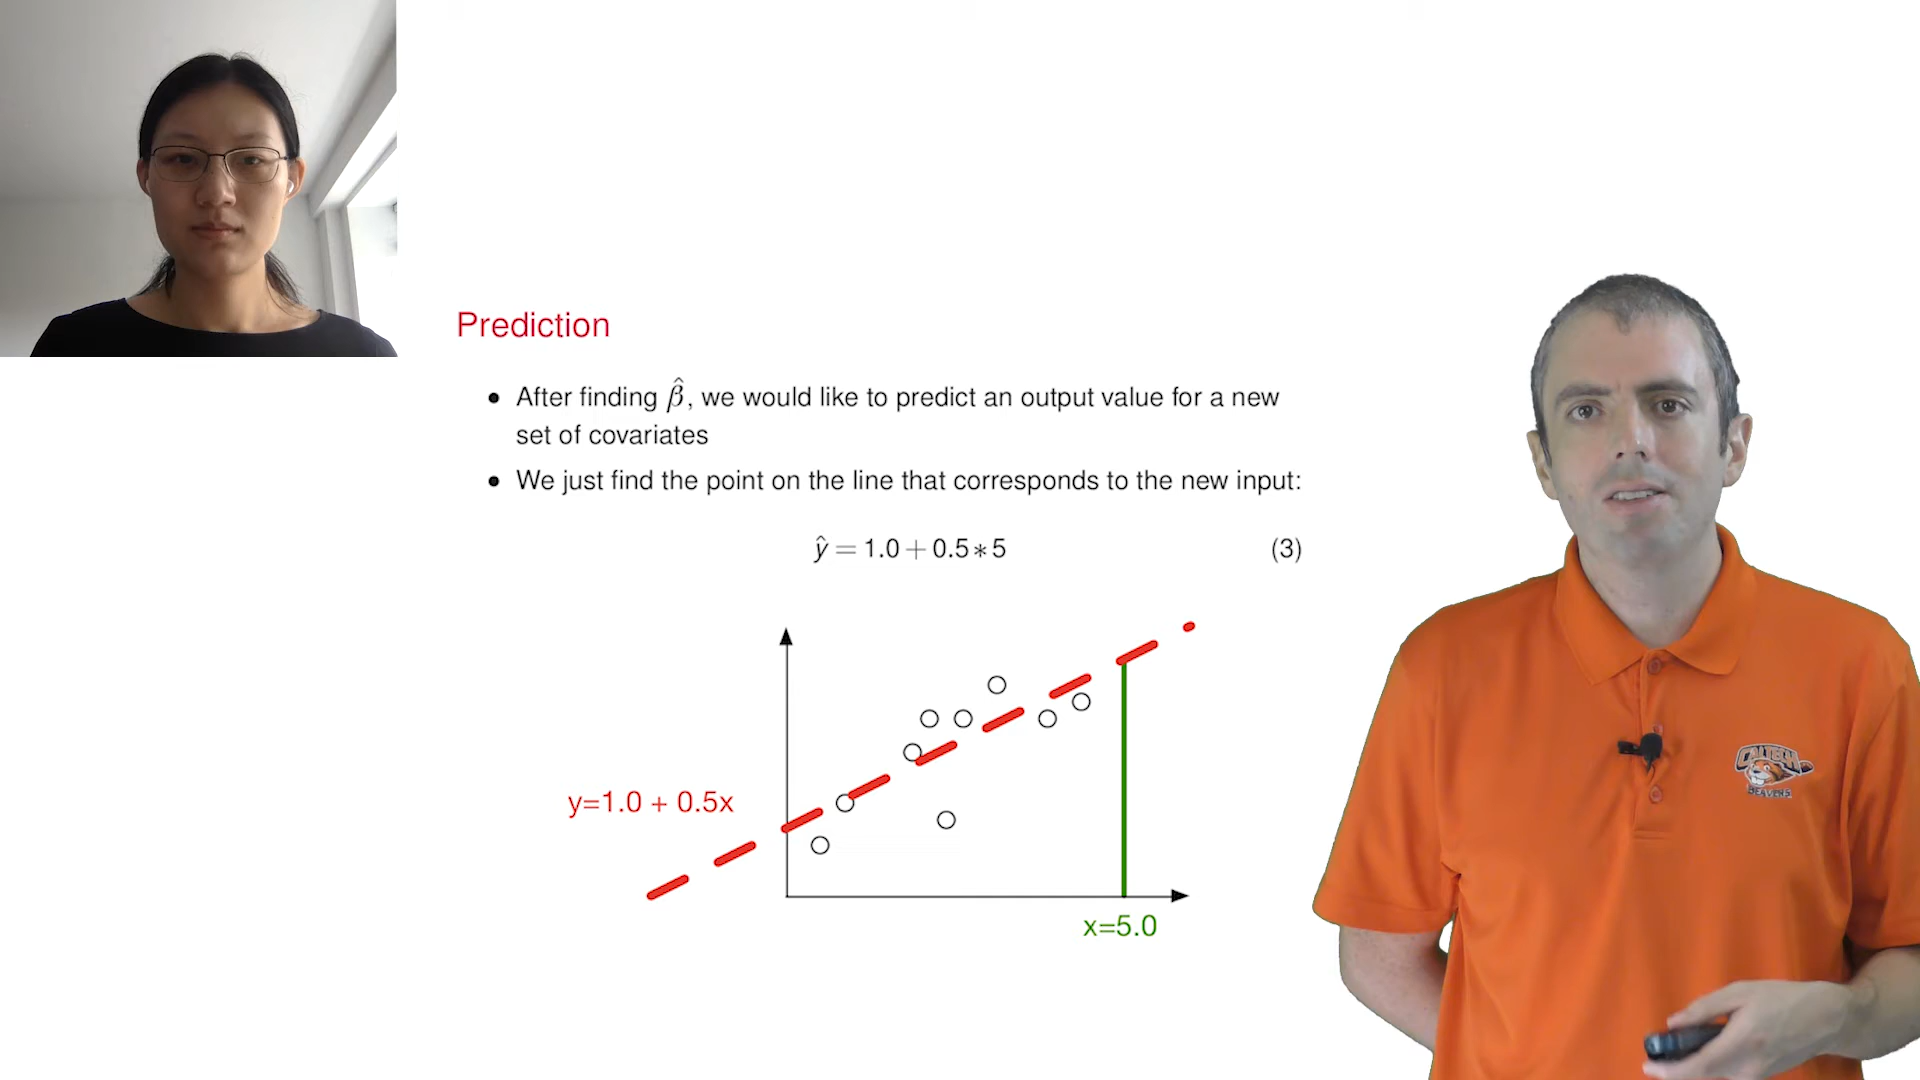 Prediction
• After finding β̂, we would like to predict an output value for a new
set of covariates
• We just find the point on the line that corresponds to the new input:
ŷ = 1.0 + 0.5 ∗ 5 (3)
y=1.0 + 0.5x
x=5.0
CALTECH
BEAVERS